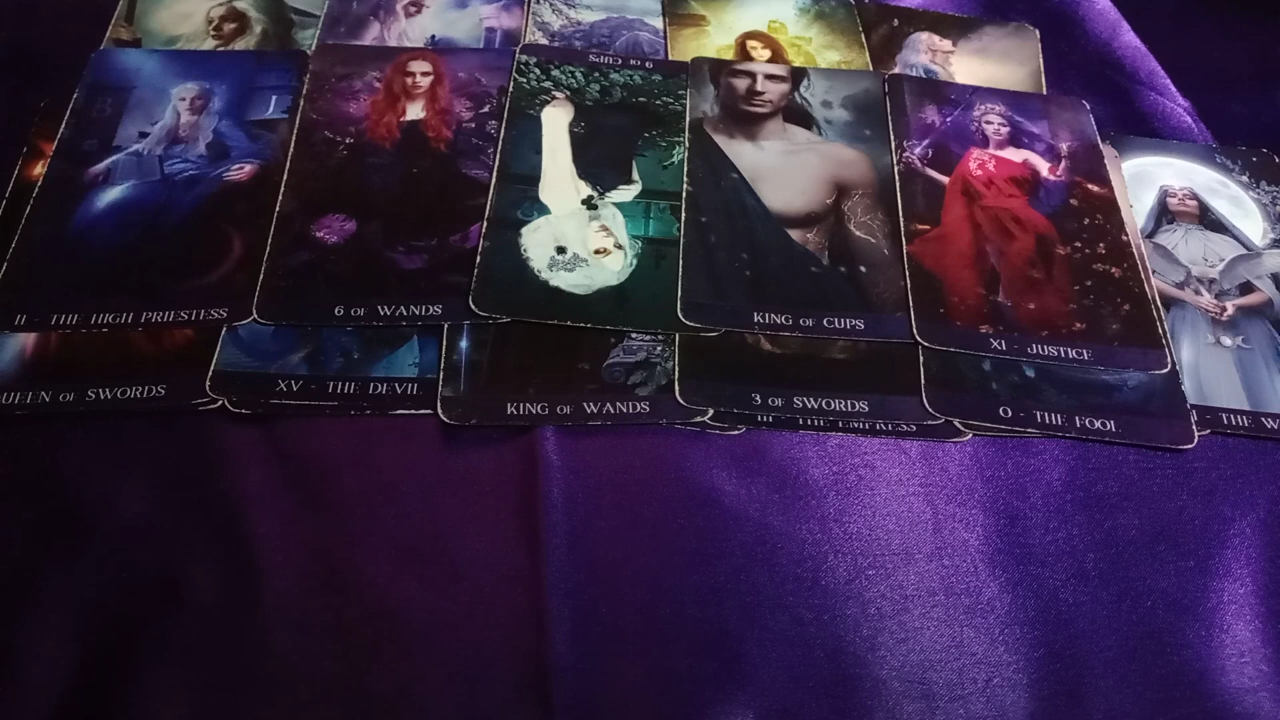 9 OF CUPS
II - THE HIGH PRIESTESS
6 OF WANDS
KING OF CUPS
XI - JUSTICE
UEEN OF SWORDS
XV - THE DEVIL
KING OF WANDS
3 OF SWORDS
0 - THE FOOL
III - THE EMPRESS
I - THE W